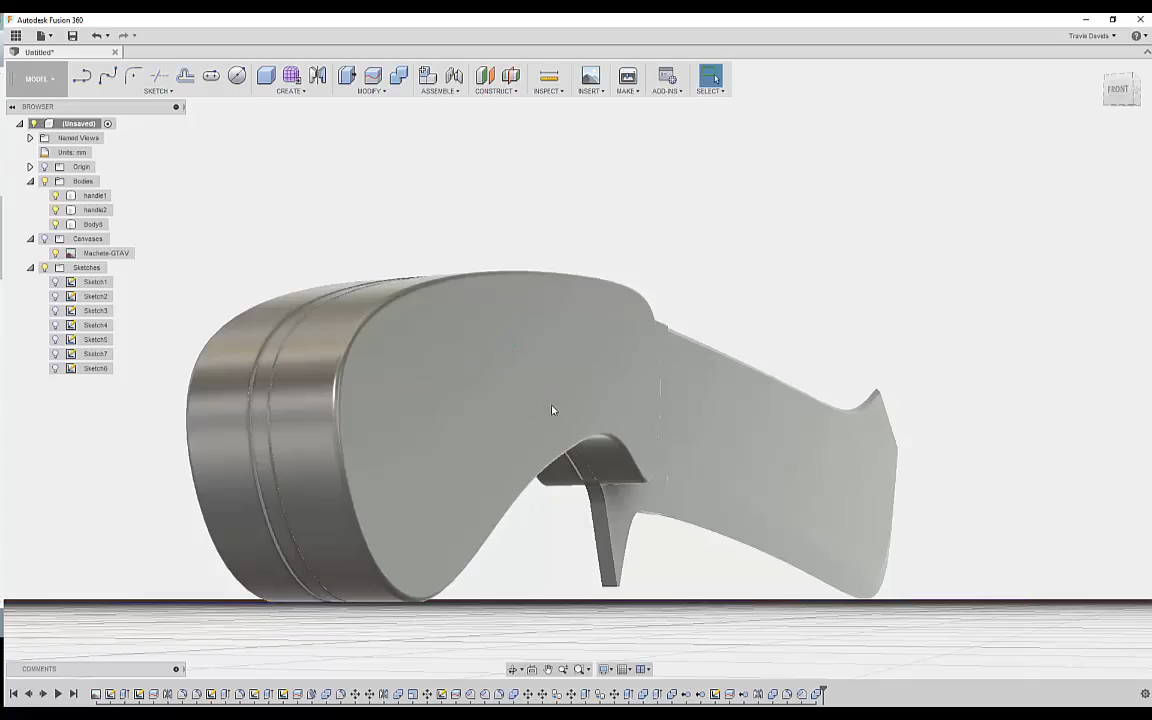 Autodesk Fusion 360
Travis Davids
Untitled*
MODEL
SKETCH
CREATE
MODIFY
ASSEMBLE
CONSTRUCT
INSPECT
INSERT
MAKE
ADD-INS
SELECT
FRONT
BROWSER
(Unsaved)
Named Views
Units: mm
Origin
Bodies
handle1
handle2
Body8
Canvases
Machete-GTAV
Sketches
Sketch1
Sketch2
Sketch3
Sketch4
Sketch5
Sketch7
Sketch6
COMMENTS